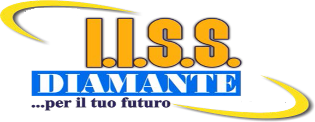 I.I.S.S.
DIAMANTE
...per il tuo futuro